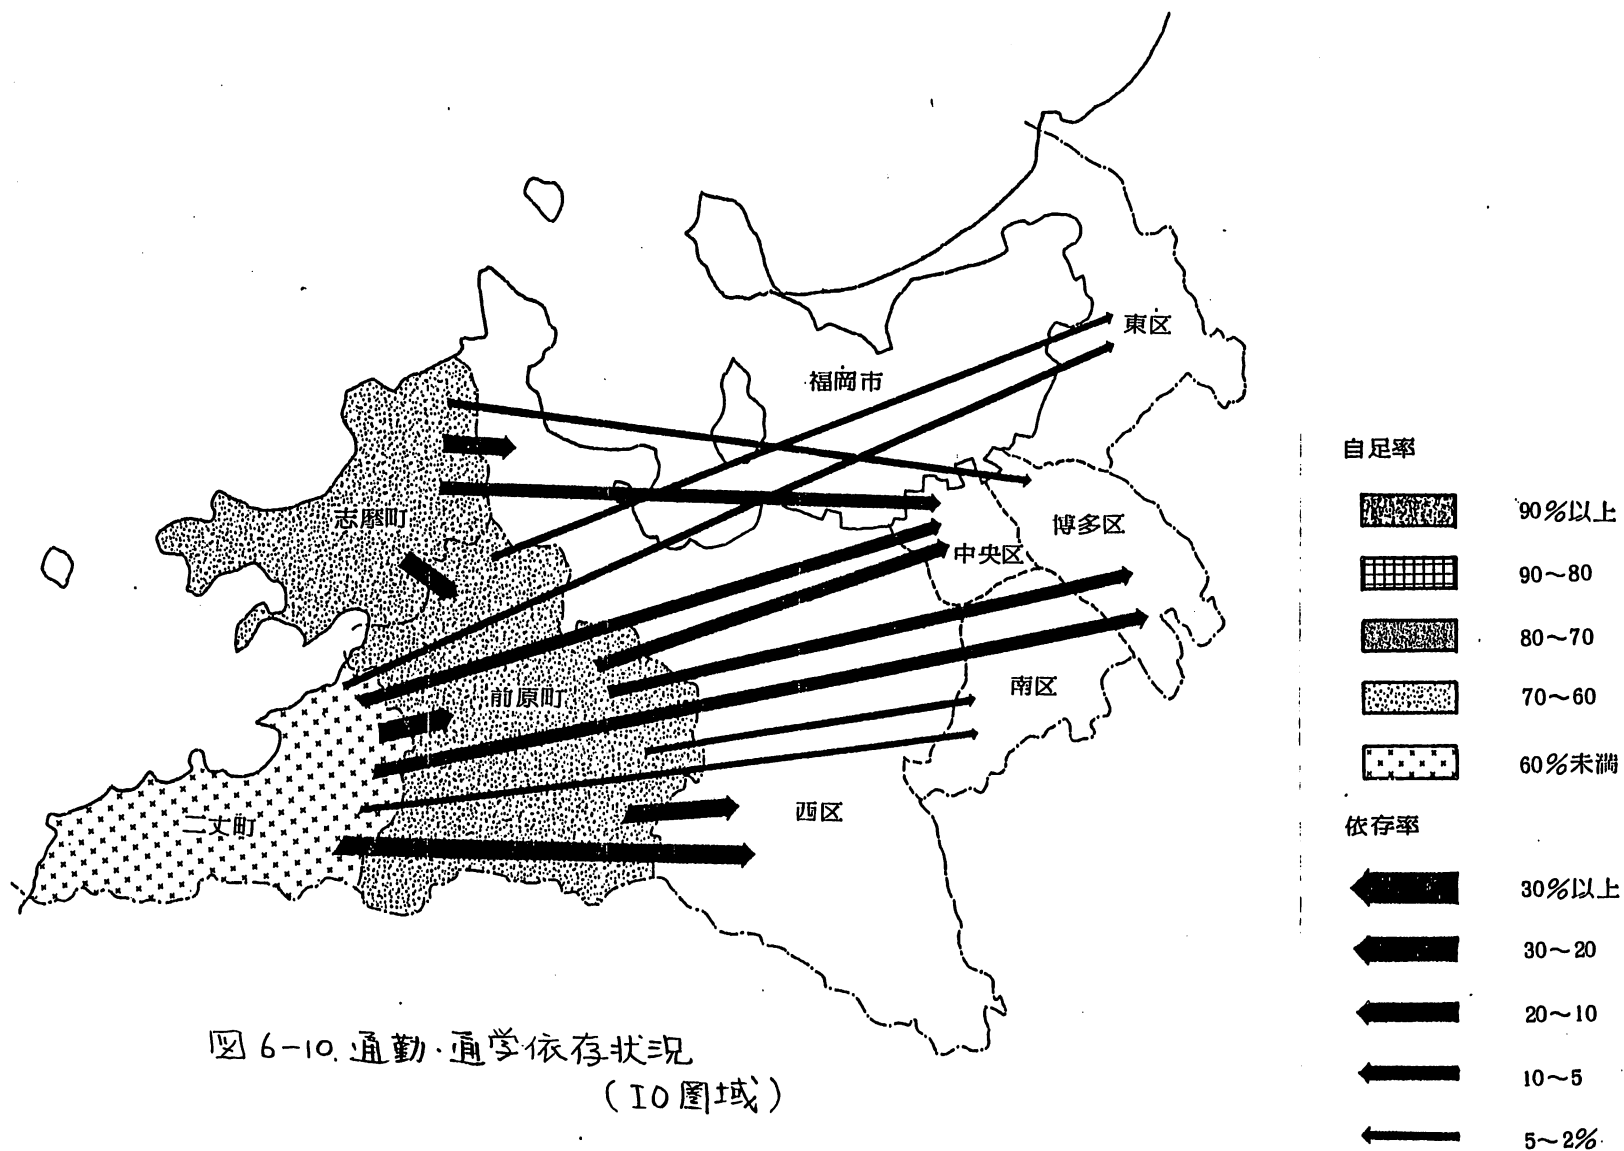 東区
福岡市
志摩町
博多区
中央区
前原町
南区
西区
二丈町
自足率
90%以上
90~80
80~70
70~60
60%未満
依存率
30%以上
30~20
20~10
10~5
5~2%
図6-10.通勤・通学依存状況
(IO圏域)